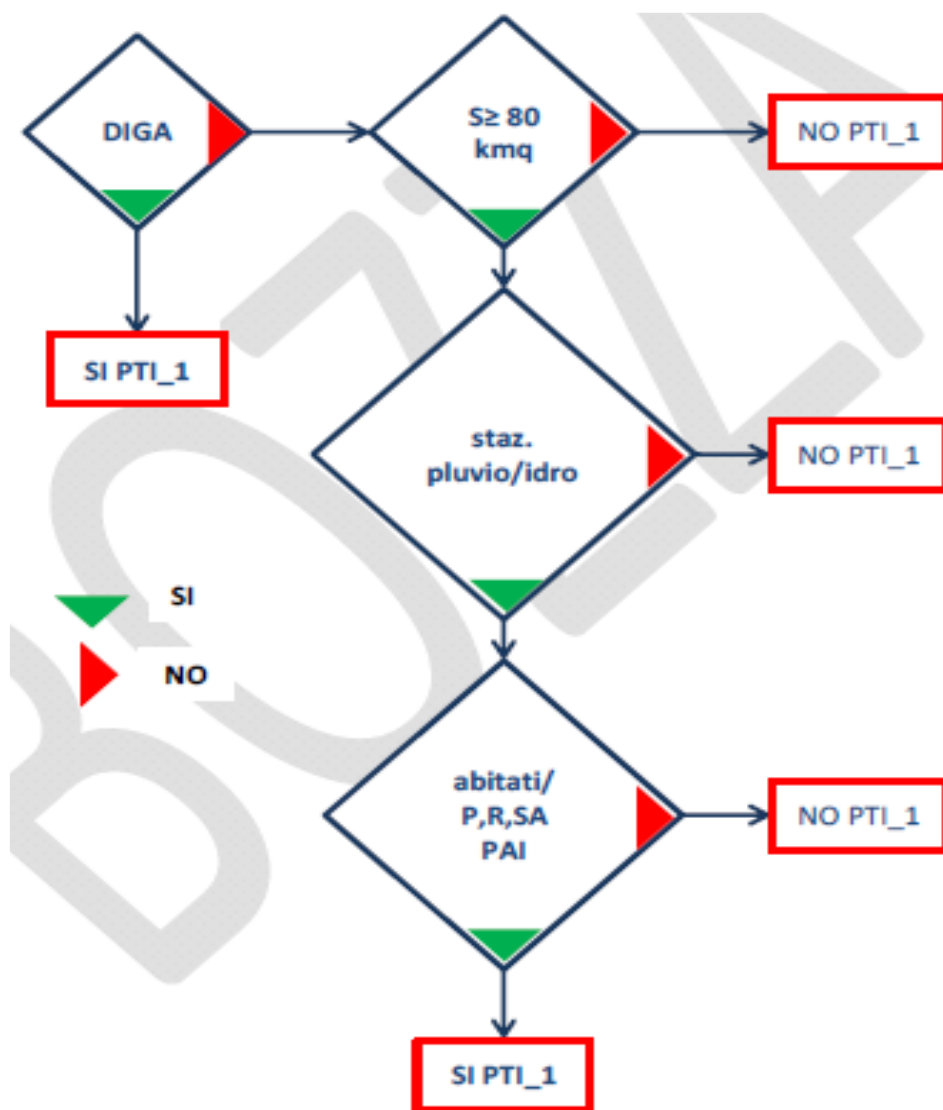 DIGA
S≥ 80
kmq
NO PTI_1
SI PTI_1
staz.
pluvio/idro
NO PTI_1
SI
NO
abitati/
P,R,SA
PAI
NO PTI_1
SI PTI_1
BOZZA